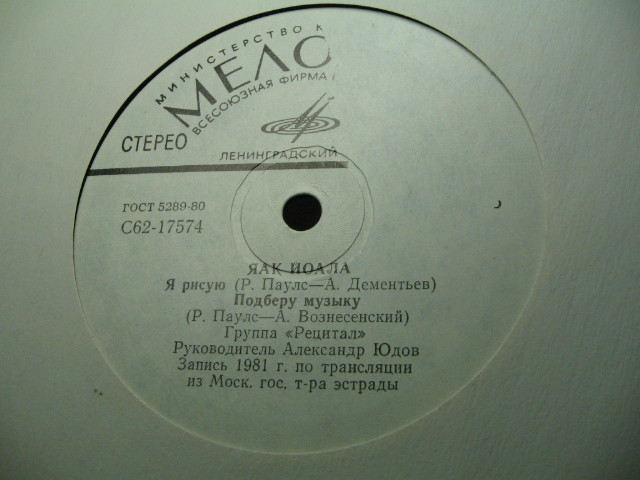 МИНИСТЕРСТВО К
МЕЛО
ВСЕСОЮЗНАЯ ФИРМА
СТЕРЕО
ЛЕНИНГРАДСКИЙ
ГОСТ 5289-80
С62-17574
ЯАК ЙОАЛА
Я рисую (Р. Паулс—А. Дементьев)
Подберу музыку
(Р. Паулс—А. Вознесенский)
Группа «Рецитал»
Руководитель Александр Юдов
Запись 1981 г. по трансляции
из Моск. гос. т-ра эстрады